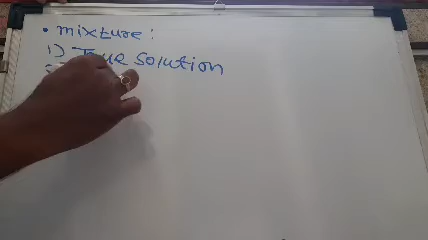 • mixture :
1) True solution